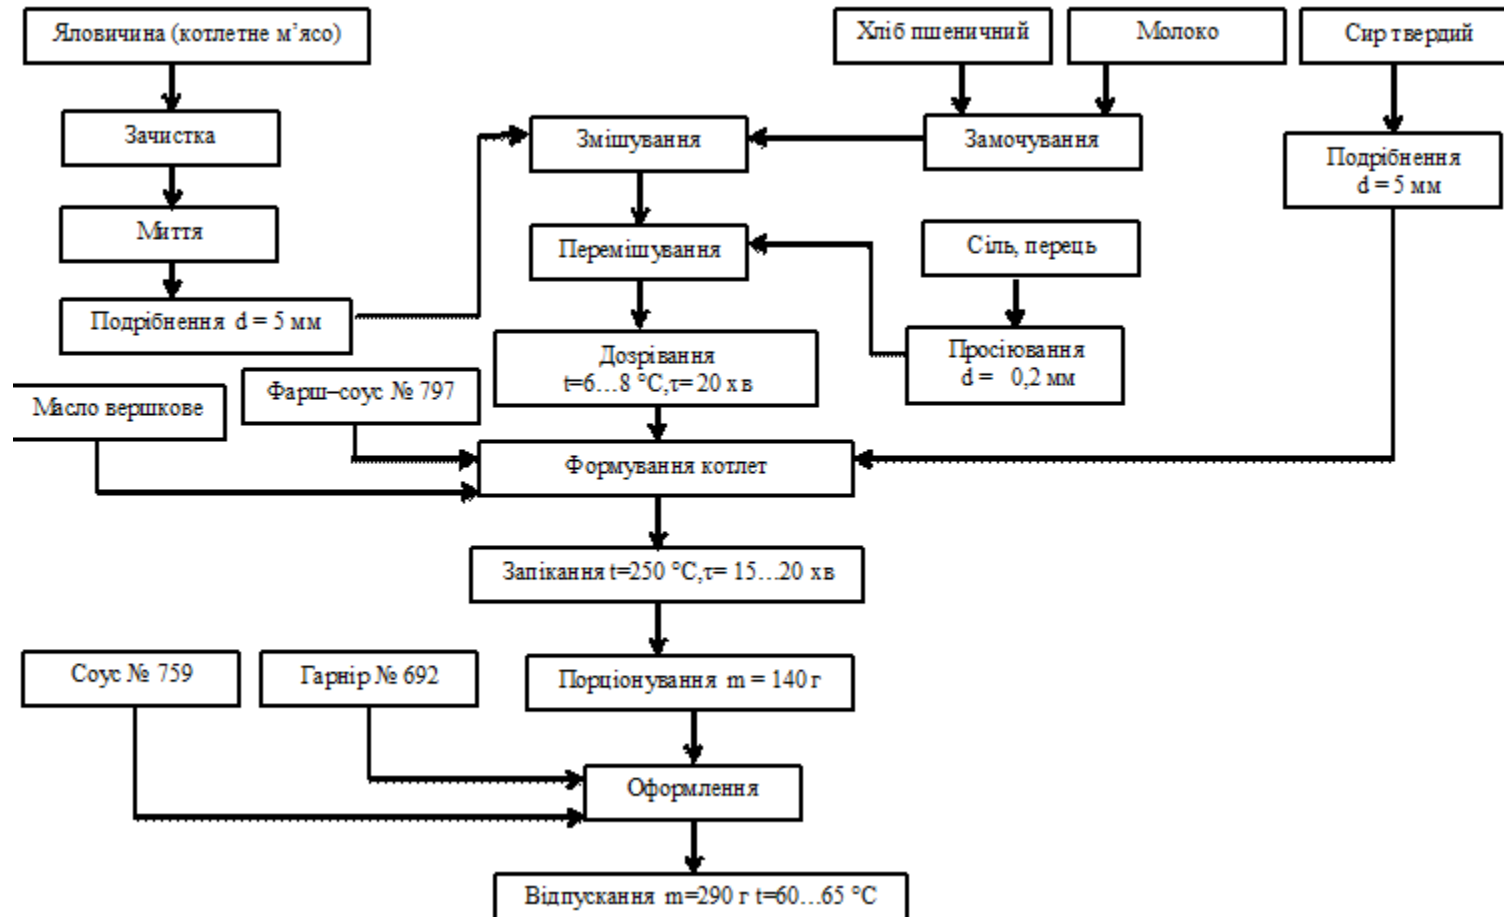 Яловичина (котлетне м’ясо)
Хліб пшеничний
Молоко
Сир твердий
Зачистка
Змішування
Замочування
Подрібнення
d = 5 мм
Миття
Перемішування
Сіль, перець
Подрібнення d = 5 мм
Дозрівання
t=6…8 °C,τ= 20 хв
Просіювання
d = 0,2 мм
Масло вершкове
Фарш–соус № 797
Формування котлет
Запікання t=250 °C,τ= 15…20 хв
Соус № 759
Гарнір № 692
Порціонування m = 140 г
Оформлення
Відпускання m=290 г t=60…65 °C